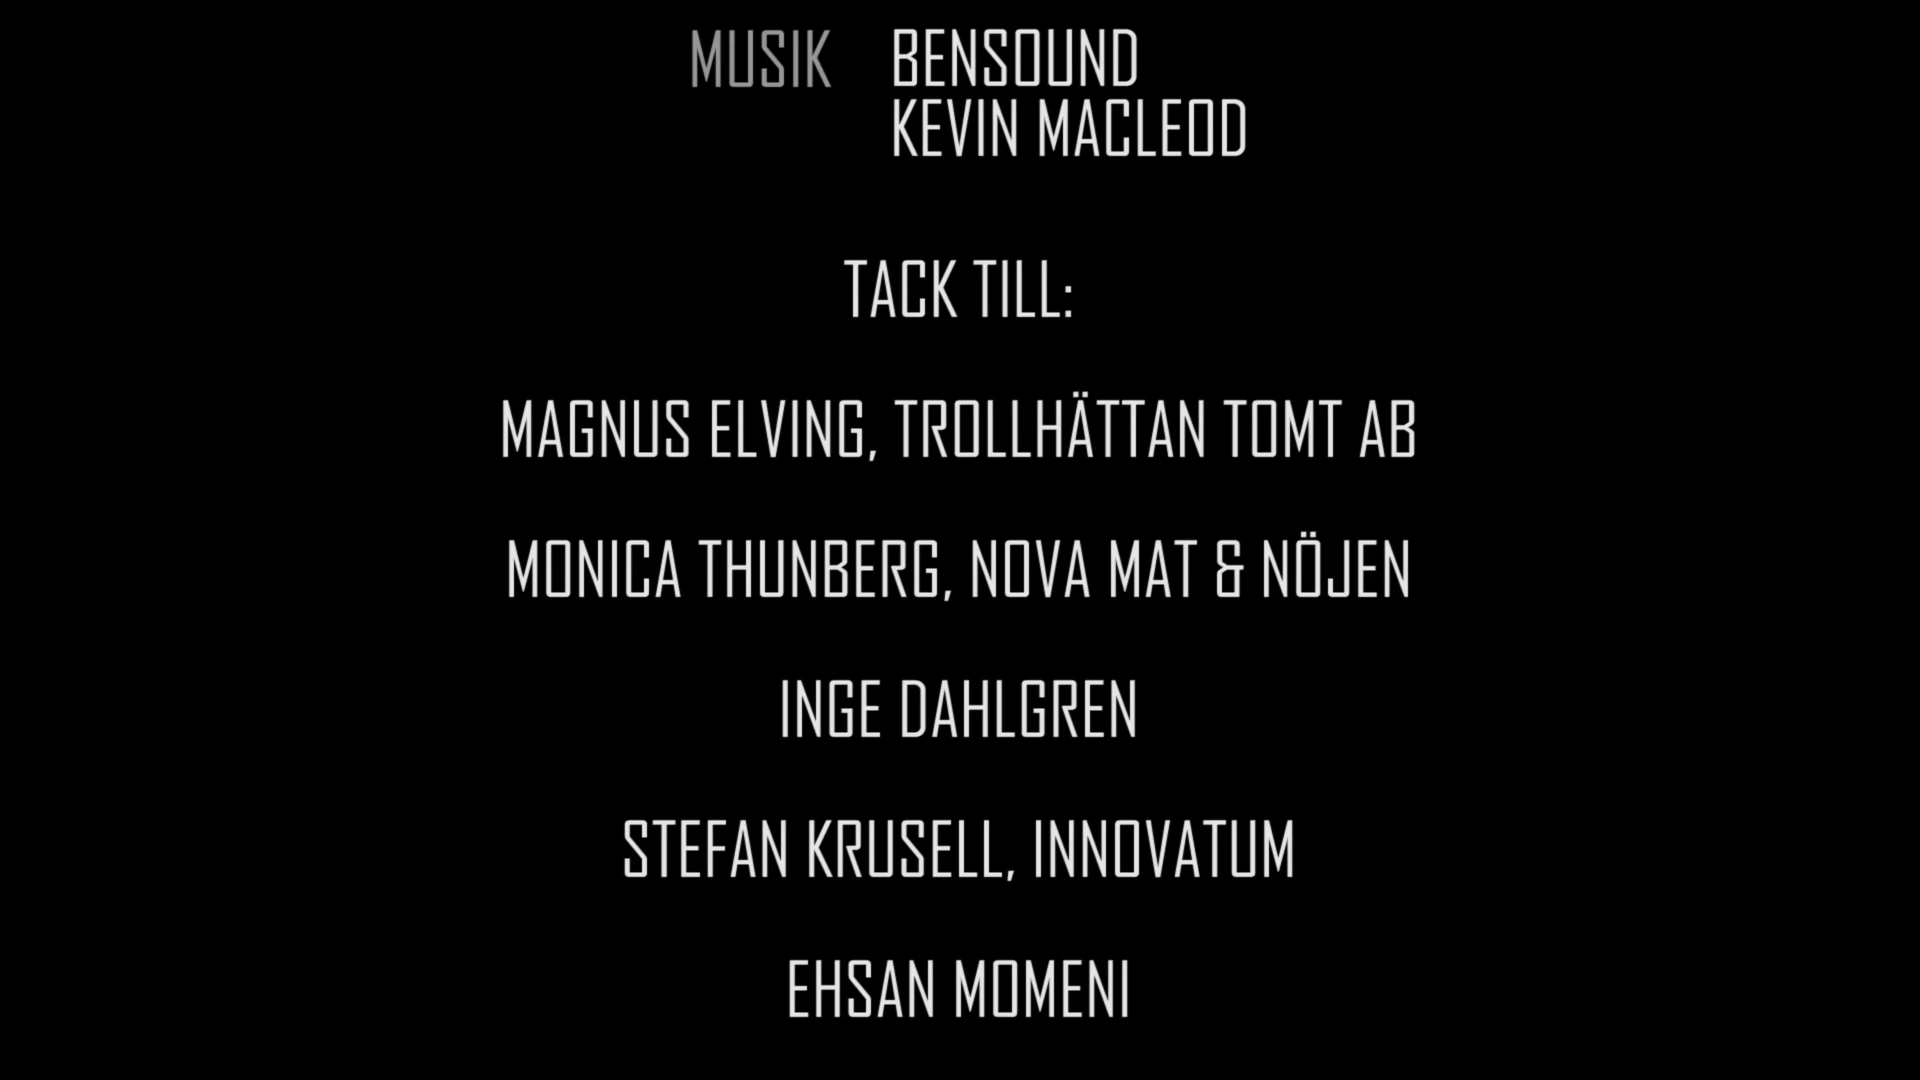 MUSIK BENSOUND
KEVIN MACLEOD
TACK TILL:
MAGNUS ELVING, TROLLHÄTTAN TOMT AB
MONICA THUNBERG, NOVA MAT & NÖJEN
INGE DAHLGREN
STEFAN KRUSELL, INNOVATUM
EHSAN MOMENI